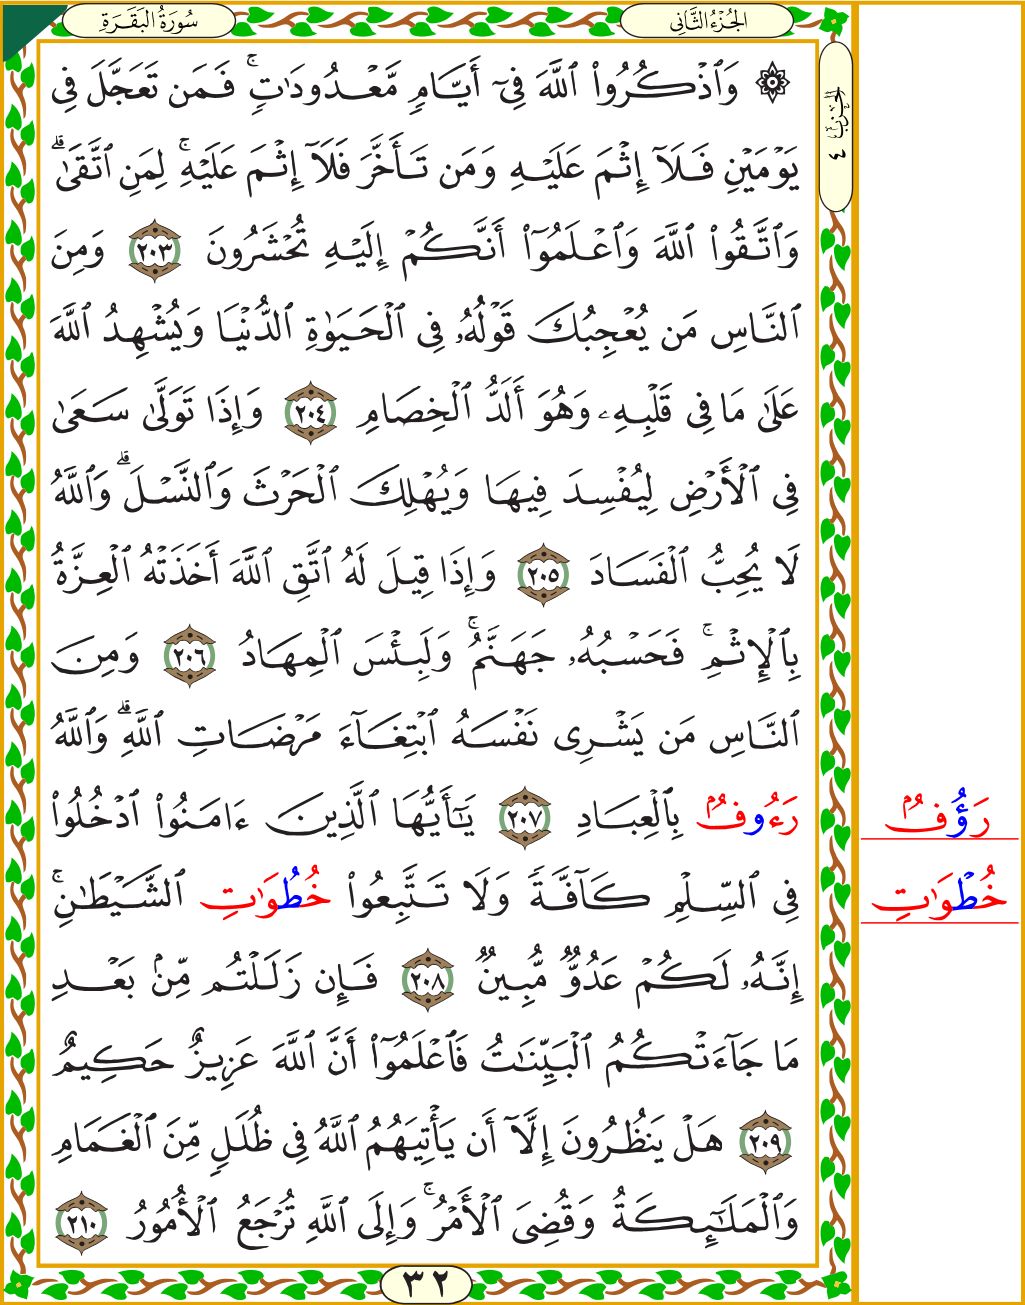 سُورَةُ البَقَرَةِ
الجُزْءُ الثَّانِي
الحزب ٤
۞ وَٱذۡكُرُواْ ٱللَّهَ فِيٓ أَيَّامٖ مَّعۡدُودَٰتٖۚ فَمَن تَعَجَّلَ فِي
يَوۡمَيۡنِ فَلَآ إِثۡمَ عَلَيۡهِ وَمَن تَأَخَّرَ فَلَآ إِثۡمَ عَلَيۡهِۚ لِمَنِ ٱتَّقَىٰۗ
وَٱتَّقُواْ ٱللَّهَ وَٱعۡلَمُوٓاْ أَنَّكُمۡ إِلَيۡهِ تُحۡشَرُونَ ٢٠٣ وَمِنَ
ٱلنَّاسِ مَن يُعۡجِبُكَ قَوۡلُهُۥ فِي ٱلۡحَيَوٰةِ ٱلدُّنۡيَا وَيُشۡهِدُ ٱللَّهَ
عَلَىٰ مَا فِي قَلۡبِهِۦ وَهُوَ أَلَدُّ ٱلۡخِصَامِ ٢٠٤ وَإِذَا تَوَلَّىٰ سَعَىٰ
فِي ٱلۡأَرۡضِ لِيُفۡسِدَ فِيهَا وَيُهۡلِكَ ٱلۡحَرۡثَ وَٱلنَّسۡلَۗ وَٱللَّهُ
لَا يُحِبُّ ٱلۡفَسَادَ ٢٠٥ وَإِذَا قِيلَ لَهُ ٱتَّقِ ٱللَّهَ أَخَذَتۡهُ ٱلۡعِزَّةُ
بِٱلۡإِثۡمِۚ فَحَسۡبُهُۥ جَهَنَّمُۚ وَلَبِئۡسَ ٱلۡمِهَادُ ٢٠٦ وَمِنَ
ٱلنَّاسِ مَن يَشۡرِي نَفۡسَهُ ٱبۡتِغَآءَ مَرۡضَاتِ ٱللَّهِۗ وَٱللَّهُ
رَءُوفُۢ بِٱلۡعِبَادِ ٢٠٧ يَٰٓأَيُّهَا ٱلَّذِينَ ءَامَنُواْ ٱدۡخُلُواْ
رَؤُفُۢ
فِي ٱلسِّلۡمِ كَآفَّةٗ وَلَا تَتَّبِعُواْ خُطُوَٰتِ ٱلشَّيۡطَٰنِۚ
خُطۡوَٰتِ
إِنَّهُۥ لَكُمۡ عَدُوّٞ مُّبِينٞ ٢٠٨ فَإِن زَلَلۡتُم مِّنۢ بَعۡدِ
مَا جَآءَتۡكُمُ ٱلۡبَيِّنَٰتُ فَٱعۡلَمُوٓاْ أَنَّ ٱللَّهَ عَزِيزٌ حَكِيمٌ
٢٠٩ هَلۡ يَنظُرُونَ إِلَّآ أَن يَأۡتِيَهُمُ ٱللَّهُ فِي ظُلَلٖ مِّنَ ٱلۡغَمَامِ
وَٱلۡمَلَٰٓئِكَةُ وَقُضِيَ ٱلۡأَمۡرُۚ وَإِلَى ٱللَّهِ تُرۡجَعُ ٱلۡأُمُورُ ٢١٠
٣٢